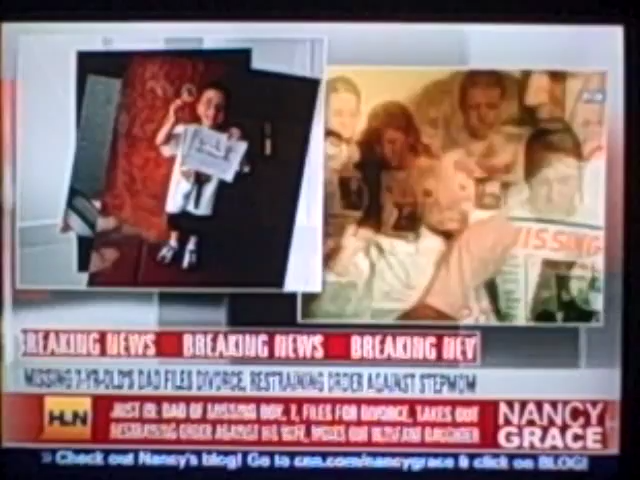 MISSING
BREAKING NEWS BREAKING NEWS BREAKING NEW
MISSING 7-YR-OLD'S DAD FILES DIVORCE, RESTRAINING ORDER AGAINST STEPMOM
HLN
JUST IN: DAD OF MISSING BOY, 7, FILES FOR DIVORCE, TAKES OUT
RESTRAINING ORDER AGAINST HIS WIFE, OUT DAUGHTER
NANCY
GRACE
» Check out Nancy's blog! Go to cnn.com/nancygrace & click on BLOG!